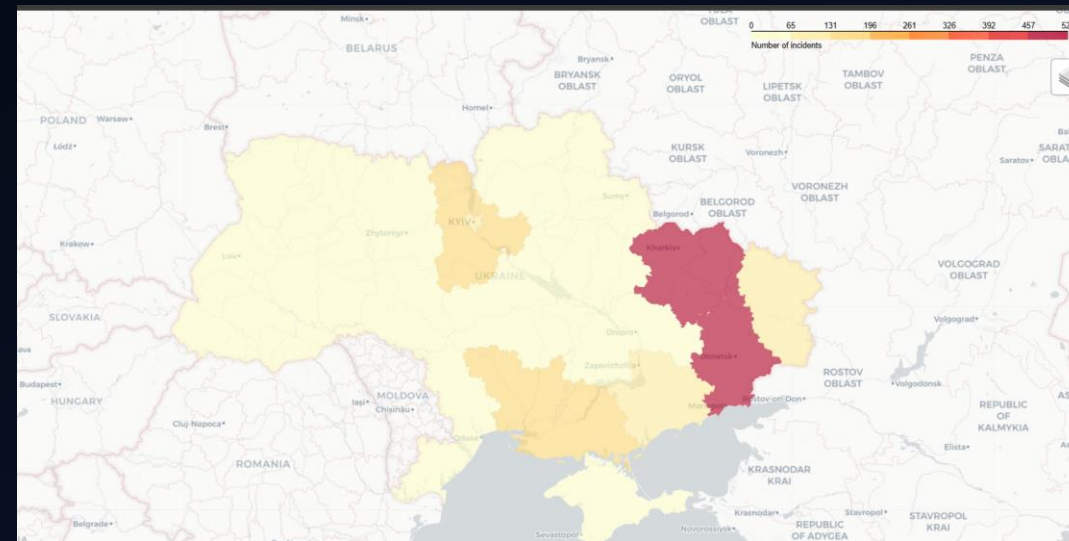 OBLAST
0 65 131 196 261 326 392 457
Number of incidents
Minsk
BELARUS
Bryansk
BRYANSK
OBLAST
ORYOL
OBLAST
LIPETSK
OBLAST
TAMBOV
OBLAST
PENZA
OBLAST
Homel
POLAND Warsaw
Brest
Łódź
KURSK
OBLAST
Voronezh
Saratov
VORONEZH
OBLAST
Sumy
BELGOROD
OBLAST
Belgorod
KYIV
Zhytomyr
Kharkiv
Krakow
Lviv
UKRAINE
VOLGOGRAD
OBLAST
SLOVAKIA
Dnipro
Volgograd
Donetsk
Zaporizhzhia
ROSTOV
OBLAST
Volgodonsk
Budapest
HUNGARY
MOLDOVA
Iași
Chișinău
Rostov-on-Don
REPUBLIC
OF
KALMYKIA
Cluj-Napoca
Odesa
Elista
ROMANIA
KRASNODAR
KRAI
Krasnodar
Stavropol
STAVROPOL
KRAI
Belgrade
Sevastopol
Novorossiysk
REPUBLIC
OF ADYGEA